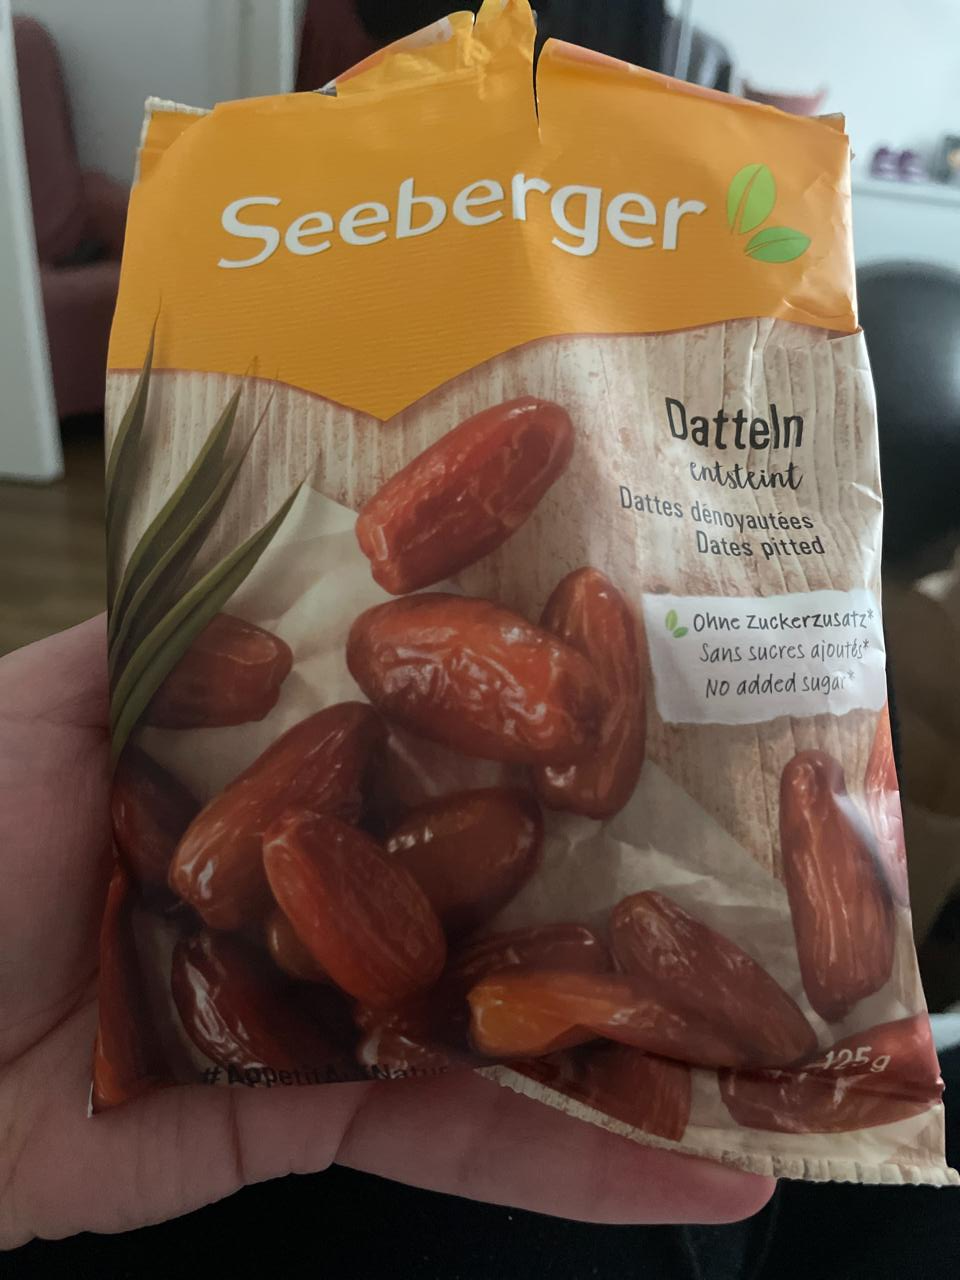 Seeberger
Datteln
entsteint
Dattes dénoyautées
Dates pitted
Ohne Zuckerzusatz*
Sans sucres ajoutés*
No added sugar*
125g